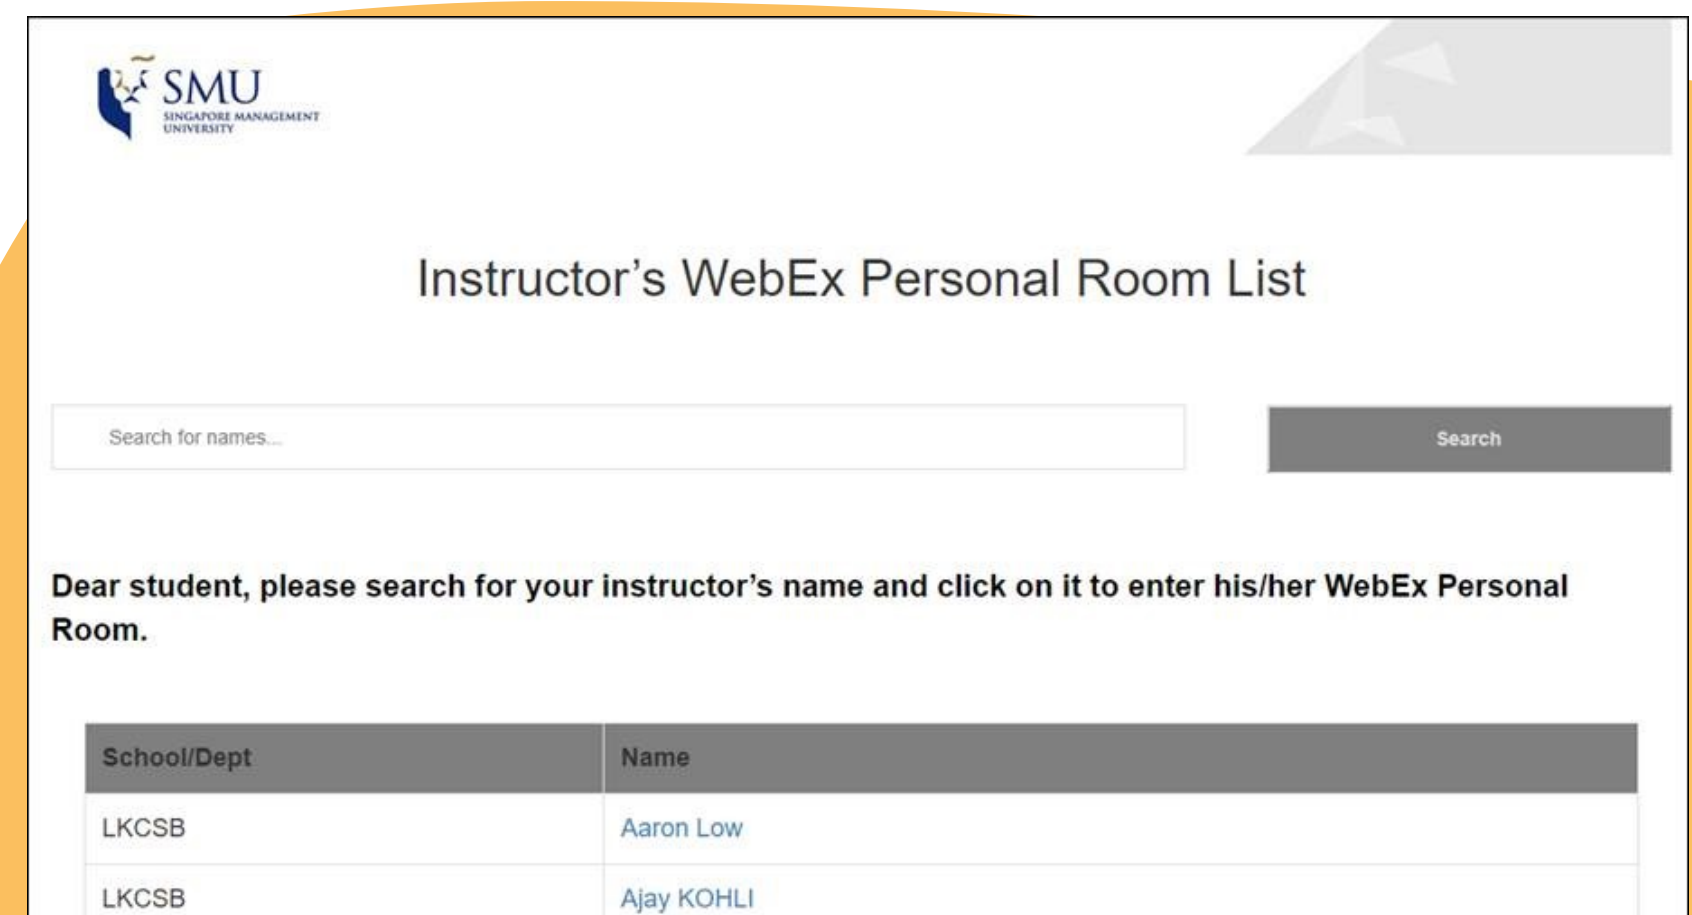 SMU
SINGAPORE MANAGEMENT
UNIVERSITY
Instructor’s WebEx Personal Room List
Search for names...
Search
Dear student, please search for your instructor’s name and click on it to enter his/her WebEx Personal
Room.
School/Dept Name
LKCSB Aaron Low
LKCSB Ajay KOHLI